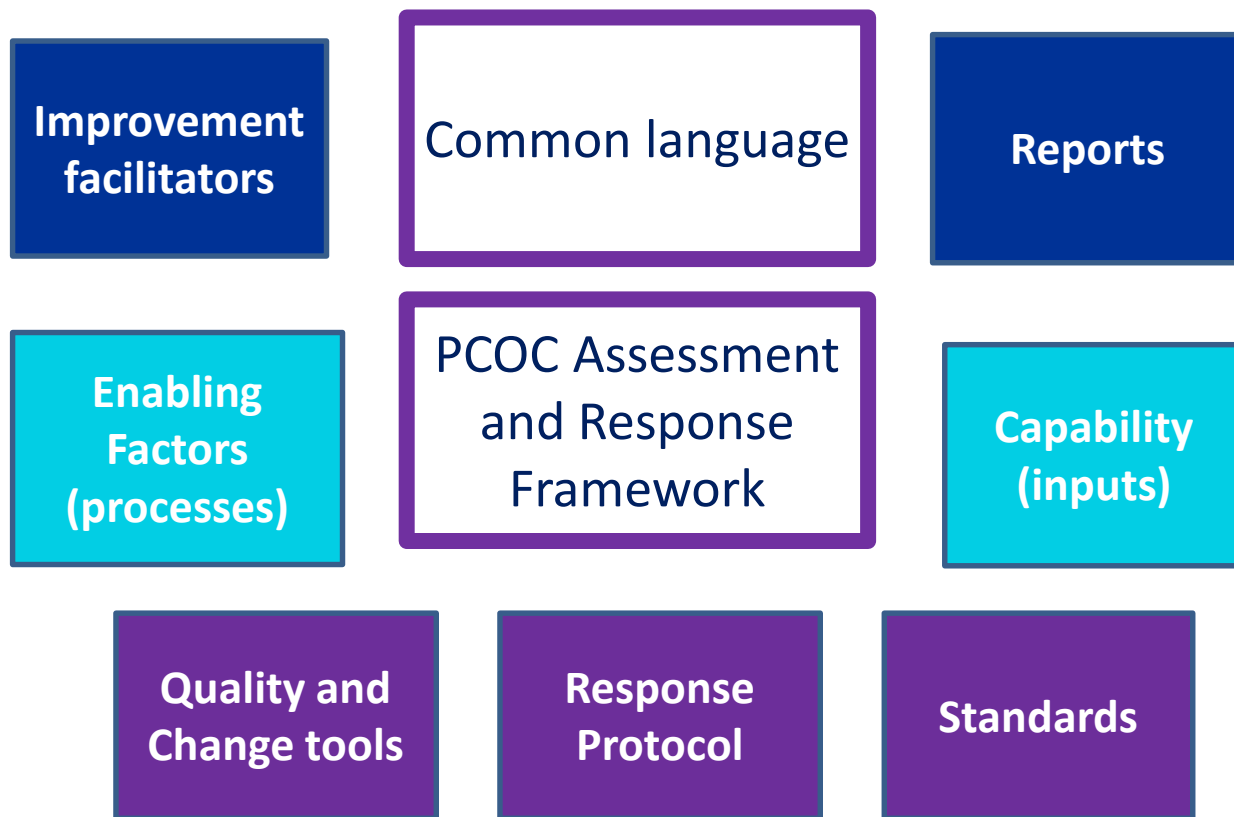 Improvement
facilitators
Common language
Reports
Enabling
Factors
(processes)
PCOC Assessment
and Response
Framework
Capability
(inputs)
Quality and
Change tools
Response
Protocol
Standards